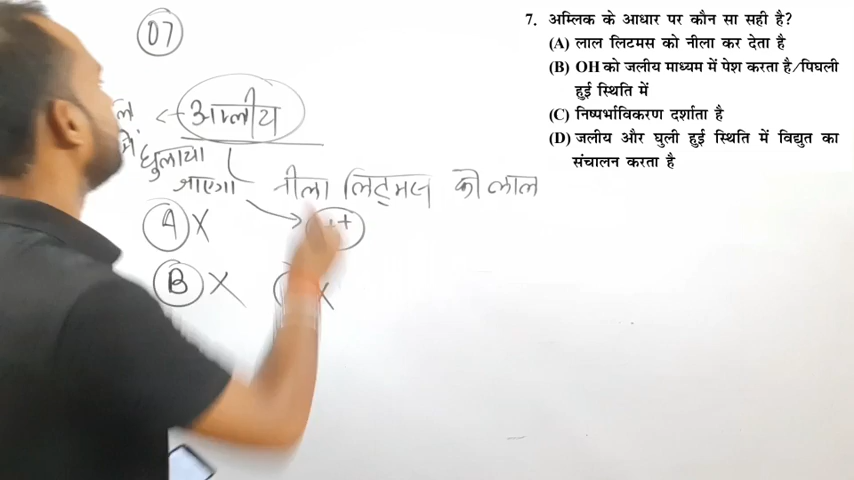 07
7. अम्लिक के आधार पर कौन सा सही है?
(A) लाल लिटमस को नीला कर देता है
(B) OH को जलीय माध्यम में पेश करता है/पिघली
हुई स्थिति में
(C) निष्प्रभाविकरण दर्शाता है
(D) जलीय और घुली हुई स्थिति में विद्युत का
संचालन करता है
अम्लीय
घुलाया
जाएगा
नीला लिटमस को लाल
A X
B X
X